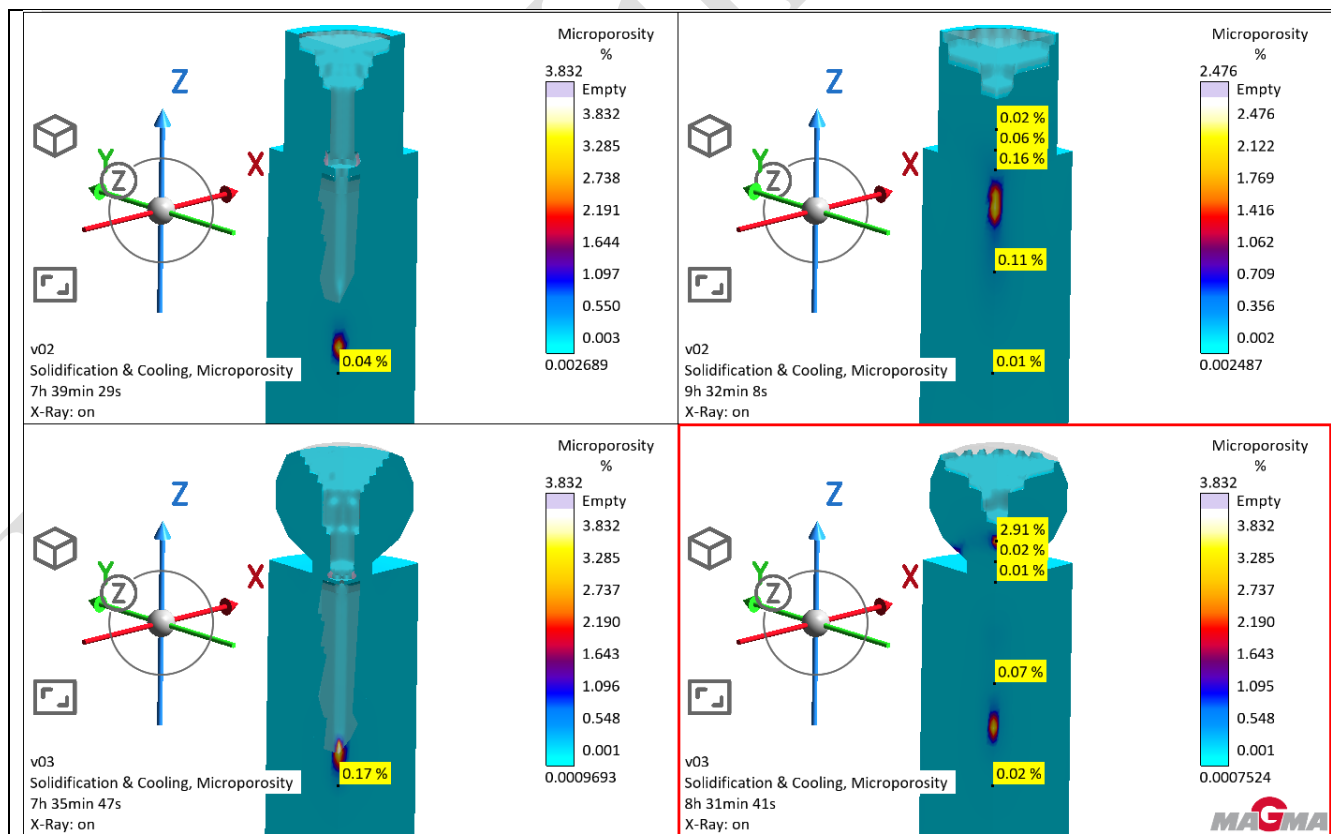 Microporosity
%
3.832
Empty
3.832
3.285
2.738
2.191
1.644
1.097
0.550
0.003
0.002689
Z
Y
Z
X
0.04 %
v02
Solidification & Cooling, Microporosity
7h 39min 29s
X-Ray: on
Microporosity
%
2.476
Empty
2.476
2.122
1.769
1.416
1.062
0.709
0.356
0.002
0.002487
Z
Y
Z
X
0.02 %
0.06 %
0.16 %
0.11 %
0.01 %
v02
Solidification & Cooling, Microporosity
9h 32min 8s
X-Ray: on
Microporosity
%
3.832
Empty
3.832
3.285
2.737
2.190
1.643
1.096
0.548
0.001
0.0009693
Z
Y
Z
X
0.17 %
v03
Solidification & Cooling, Microporosity
7h 35min 47s
X-Ray: on
Microporosity
%
3.832
Empty
3.832
3.285
2.737
2.190
1.643
1.096
0.548
0.001
0.0007524
Z
Y
Z
X
2.91 %
0.02 %
0.01 %
0.07 %
0.02 %
v03
Solidification & Cooling, Microporosity
8h 31min 41s
X-Ray: on
MAGMA